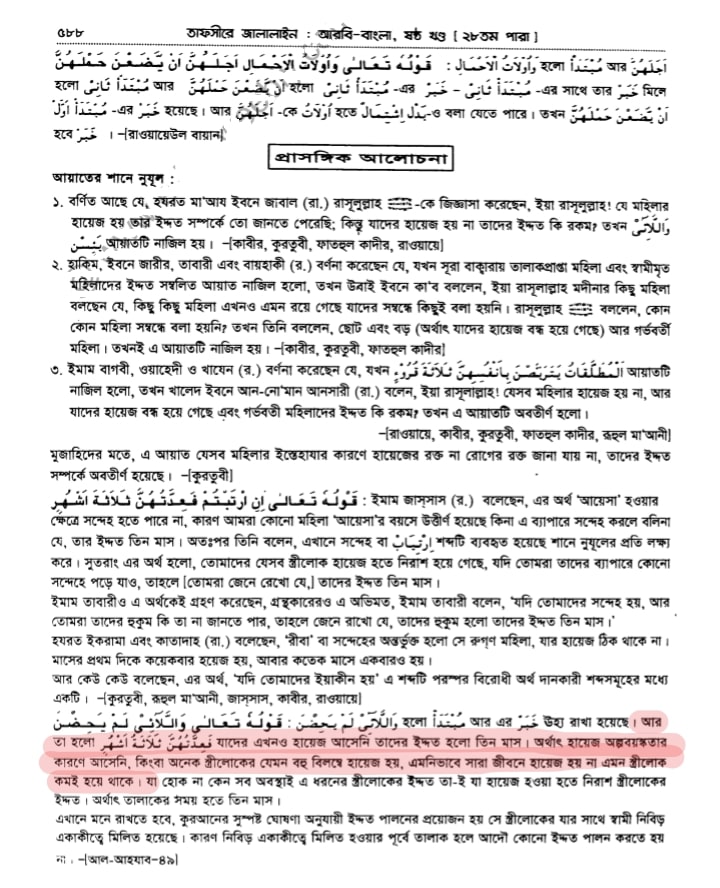 ৫৮৮ তাফসীরে জালালাইন : আরবি-বাংলা, ষষ্ঠ খণ্ড [ ২৮তম পারা ]
اَجَلُهُنَّ আর مُبْتَدَأْ হলো وَأُولَاتُ الْاَحْمَالِ : قَوْلُهُ تَعَالٰى وَأُولَاتُ الْاِحْمَالِ اَجَلُهُنَّ اَنْ يَّضَعْنَ حَمْلَهُنَّ
হলো مُبْتَدَأْ ثَانِىْ আর اَنْ يَّضَعْنَ حَمْلَهُنَّ হলো مُبْتَدَأْ ثَانِىْ -এর خَبَرْ – مُبْتَدَأْ ثَانِىْ -এর সাথে তার خَبَرْ মিলে
مُبْتَدَأْ اَوَّلْ -এর خَبَرْ হয়েছে। আর اَجَلُهُنَّ -কে اُولَاتُ হতে بَدْل اِشْتِمَالْ-ও বলা যেতে পারে। তখন اَنْ يَّضَعْنَ حَمْلَهُنَّ
হবে خَبَرْ । –[রাওয়ায়েউল বায়ান]
প্রাসঙ্গিক আলোচনা
আয়াতের শানে নুযূল :
১. বর্ণিত আছে যে, হযরত মা'আয ইবনে জাবাল (রা.) রাসূলুল্লাহ ﷺ -কে জিজ্ঞাসা করেছেন, ইয়া রাসূলুল্লাহ! যে মহিলার
হায়েজ হয় তার ইদ্দত সম্পর্কে তো জানতে পেরেছি; কিন্তু যাদের হায়েজ হয় না তাদের ইদ্দত কি রকম? তখন وَاللَّائِىْ
يَئِسْنَ আয়াতটি নাজিল হয়। –[কাবীর, কুরতুবী, ফাতহুল কাদীর, রাওয়ায়ে]
২. হাকিম, ইবনে জারীর, তাবারী এবং বায়হাকী (র.) বর্ণনা করেছেন যে, যখন সূরা বাক্বারায় তালাকপ্রাপ্তা মহিলা এবং স্বামীমৃত
মহিলাদের ইদ্দত সম্বলিত আয়াত নাজিল হলো, তখন উবাই ইবনে কা'ব বললেন, ইয়া রাসূলাল্লাহ মদীনার কিছু মহিলা
বলছেন যে, কিছু কিছু মহিলা এখনও এমন রয়ে গেছে যাদের সম্বন্ধে কিছুই বলা হয়নি। রাসূলুল্লাহ ﷺ বললেন, কোন
কোন মহিলা সম্বন্ধে বলা হয়নি? তখন তিনি বললেন, ছোট এবং বড় (অর্থাৎ যাদের হায়েজ বন্ধ হয়ে গেছে) আর গর্ভবর্তী
মহিলা। তখনই এ আয়াতটি নাজিল হয়। –[কাবীর, কুরতুবী, ফাতহুল কাদীর]
৩. ইমাম বাগবী, ওয়াহেদী ও খাযেন (র.) বর্ণনা করেছেন যে, যখন اَلْمُطَلَّقَاتُ يَتَرَبَّصْنَ بِاَنْفُسِهِنَّ ثَلَاثَةَ قُرُوْءٍ আয়াতটি
নাজিল হলো, তখন খালেদ ইবনে আন-নো'মান আনসারী (রা.) বলেন, ইয়া রাসূলাল্লাহ! যেসব মহিলার হায়েজ হয় না, আর
যাদের হায়েজ বন্ধ হয়ে গেছে এবং গর্ভবতী মহিলাদের ইদ্দত কি রকম? তখন এ আয়াতটি অবতীর্ণ হলো।
–[রাওয়ায়ে, কাবীর, কুরতুবী, ফাতহুল কাদীর, রূহুল মা'আনী]
মুজাহিদের মতে, এ আয়াত যেসব মহিলার ইস্তেহাযার কারণে হায়েজের রক্ত না রোগের রক্ত জানা যায় না, তাদের ইদ্দত
সম্পর্কে অবতীর্ণ হয়েছে। –[কুরতুবী]
قَوْلُهُ تَعَالٰى اِنِ ارْتَبْتُمْ فَعِدَّتُهُنَّ ثَلَاثَةُ اَشْهُرٍ : ইমাম জাস্সাস (র.) বলেছেন, এর অর্থ 'আয়েসা' হওয়ার
ক্ষেত্রে সন্দেহ হতে পারে না, কারণ আমরা কোনো মহিলা 'আয়েসা'র বয়সে উত্তীর্ণ হয়েছে কিনা এ ব্যাপারে সন্দেহ করলে বলিনা
যে, তার ইদ্দত তিন মাস। অতঃপর তিনি বলেন, এখানে সন্দেহ বা اِرْتِيَابْ শব্দটি ব্যবহৃত হয়েছে শানে নুযূলের প্রতি লক্ষ্য
করে। সুতরাং এর অর্থ হলো, তোমাদের যেসব স্ত্রীলোক হায়েজ হতে নিরাশ হয়ে গেছে, যদি তোমরা তাদের ব্যাপারে কোনো
সন্দেহে পড়ে যাও, তাহলে [তোমরা জেনে রেখো যে,] তাদের ইদ্দত তিন মাস।
ইমাম তাবারীও এ অর্থকেই গ্রহণ করেছেন, গ্রন্থকারেরও এ অভিমত, ইমাম তাবারী বলেন, 'যদি তোমাদের সন্দেহ হয়, আর
তোমরা তাদের হুকুম কি তা না জানতে পার, তাহলে জেনে রাখো যে, তাদের হুকুম হলো তাদের ইদ্দত তিন মাস।'
হযরত ইকরামা এবং কাতাদাহ (রা.) বলেছেন, 'রীবা' বা সন্দেহের অন্তর্ভুক্ত হলো সে রুগ্‌ণ মহিলা, যার হায়েজ ঠিক থাকে না।
মাসের প্রথম দিকে কয়েকবার হায়েজ হয়, আবার কতেক মাসে একবারও হয়।
আর কেউ কেউ বলেছেন, এর অর্থ, 'যদি তোমাদের ইয়াকীন হয়' এ শব্দটি পরস্পর বিরোধী অর্থ দানকারী শব্দসমূহের মধ্যে
একটি। –[কুরতুবী, রূহুল মা'আনী, জাস্সাস, কাবীর, রাওয়ায়ে]
قَوْلُهُ تَعَالٰى وَاللَّائِىْ لَمْ يَحِضْنَ : وَاللَّائِىْ لَمْ يَحِضْنَ হলো مُبْتَدَأْ আর এর خَبَرْ উহ্য রাখা হয়েছে। আর
তা হলো فَعِدَّتُهُنَّ ثَلَاثَةُ اَشْهُرٍ যাদের এখনও হায়েজ আসেনি তাদের ইদ্দত হলো তিন মাস। অর্থাৎ হায়েজ অল্পবয়স্কতার
কারণে আসেনি, কিংবা অনেক স্ত্রীলোকের যেমন বহু বিলম্বে হায়েজ হয়, এমনিভাবে সারা জীবনে হায়েজ হয় না এমন স্ত্রীলোক
কমই হয়ে থাকে। যা হোক না কেন সব অবস্থাই এ ধরনের স্ত্রীলোকের ইদ্দত তা-ই যা হায়েজ হওয়া হতে নিরাশ স্ত্রীলোকের
ইদ্দত। অর্থাৎ তালাকের সময় হতে তিন মাস।
এখানে মনে রাখতে হবে, কুরআনের সুস্পষ্ট ঘোষণা অনুযায়ী ইদ্দত পালনের প্রয়োজন হয় সে স্ত্রীলোকের যার সাথে স্বামী নিবিড়
একাকীত্বে মিলিত হয়েছে। কারণ নিবিড় একাকীত্বে মিলিত হওয়ার পূর্বে তালাক হলে আদৌ কোনো ইদ্দত পালন করতে হয়
না। –[আল-আহযাব-৪৯]